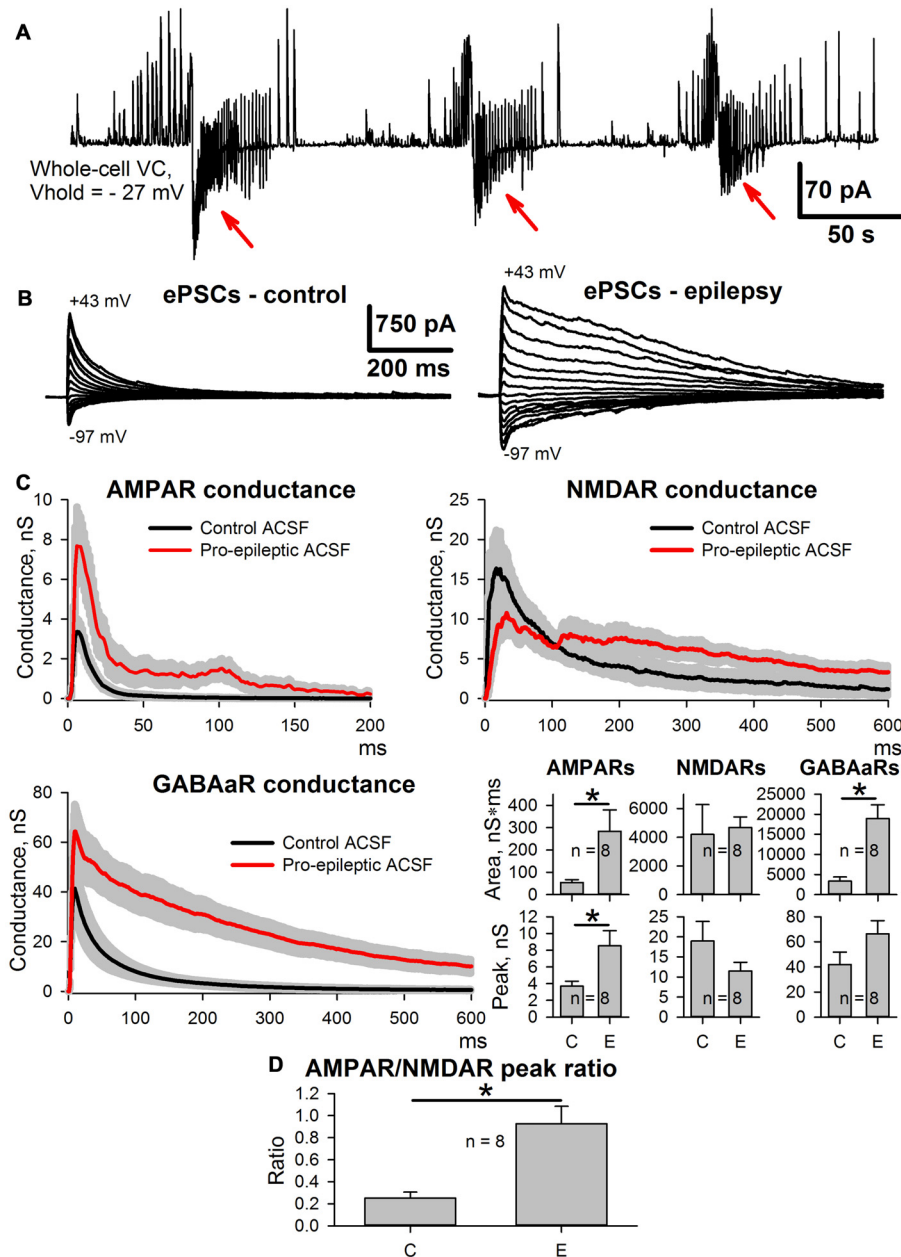 A
Whole-cell VC,
Vhold = - 27 mV
70 pA
50 s
B
ePSCs - control
ePSCs - epilepsy
+43 mV
-97 mV
750 pA
200 ms
+43 mV
-97 mV
C
AMPAR conductance
Conductance, nS
10
8
6
4
2
0
Control ACSF
Pro-epileptic ACSF
0 50 100 150 200
ms
NMDAR conductance
Conductance, nS
25
20
15
10
5
0
Control ACSF
Pro-epileptic ACSF
0 100 200 300 400 500 600
ms
GABAaR conductance
Conductance, nS
80
60
40
20
0
Control ACSF
Pro-epileptic ACSF
0 100 200 300 400 500 600
ms
AMPARs NMDARs GABAaRs
Area, nS*ms
400
300
200
100
0
*
n = 8
6000
4000
2000
0
n = 8
25000
20000
15000
10000
5000
0
*
n = 8
Peak, nS
12
10
8
6
4
2
0
*
n = 8
C E
25
20
15
10
5
0
n = 8
C E
80
60
40
20
0
n = 8
C E
D
AMPAR/NMDAR peak ratio
Ratio
1.2
1.0
0.8
0.6
0.4
0.2
0.0
*
n = 8
C E